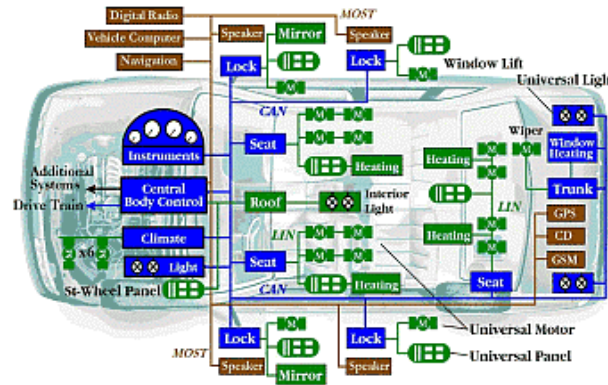 Digital Radio
MOST
Vehicle Computer
Speaker
Mirror
Speaker
Navigation
Lock
Lock
Window Lift
Universal Light
M
M
CAN
M
M
Wiper
Instruments
Seat
M
M
M
M
Window
Heating
M
Heating
Heating
Additional
Systems
Central
Body Control
Trunk
Drive Train
Roof
Interior
Light
LIN
GPS
Climate
LIN
M
M
Heating
M
CD
x6
Light
Seat
M
M
M
GSM
St-Wheel Panel
CAN
M
Heating
Seat
Lock
M
Lock
M
Universal Motor
MOST
Speaker
Speaker
Universal Panel
Mirror